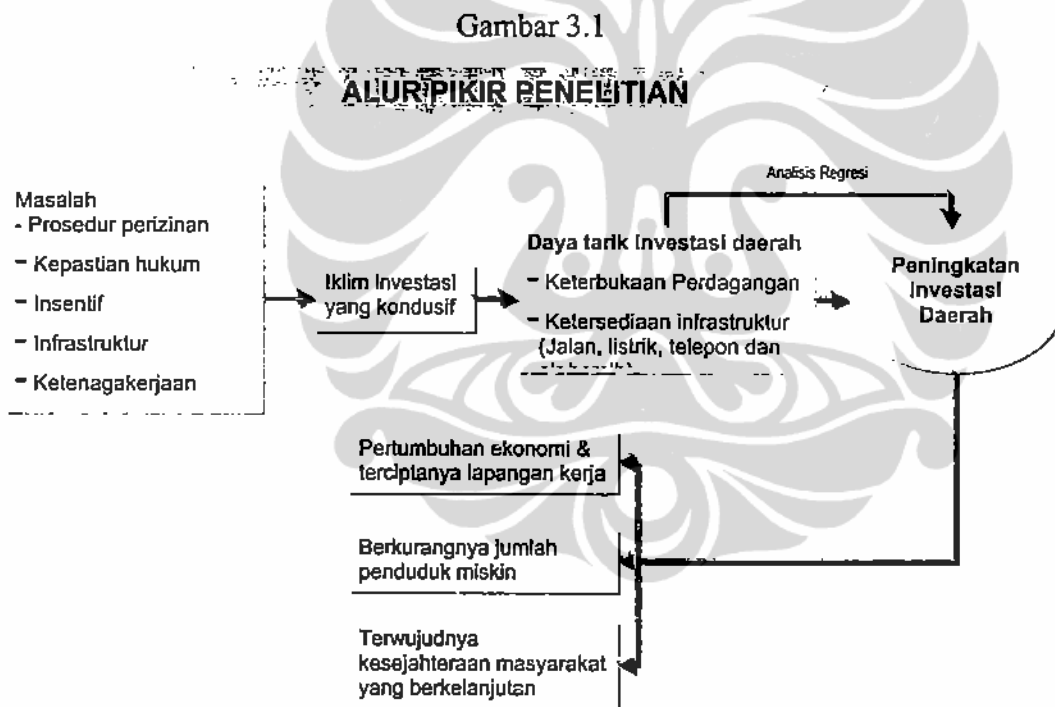 Gambar 3.1
ALUR PIKIR PENELITIAN
Masalah
- Prosedur perizinan
- Kepastian hukum
- Insentif
- Infrastruktur
- Ketenagakerjaan
Iklim investasi
yang kondusif
Daya tarik investasi daerah
- Keterbukaan Perdagangan
- Ketersediaan infrastruktur
(Jalan, listrik, telepon dan
Analisis Regresi
Peningkatan
Investasi
Daerah
Pertumbuhan ekonomi &
terciptanya lapangan kerja
Berkurangnya jumlah
penduduk miskin
Terwujudnya
kesejahteraan masyarakat
yang berkelanjutan